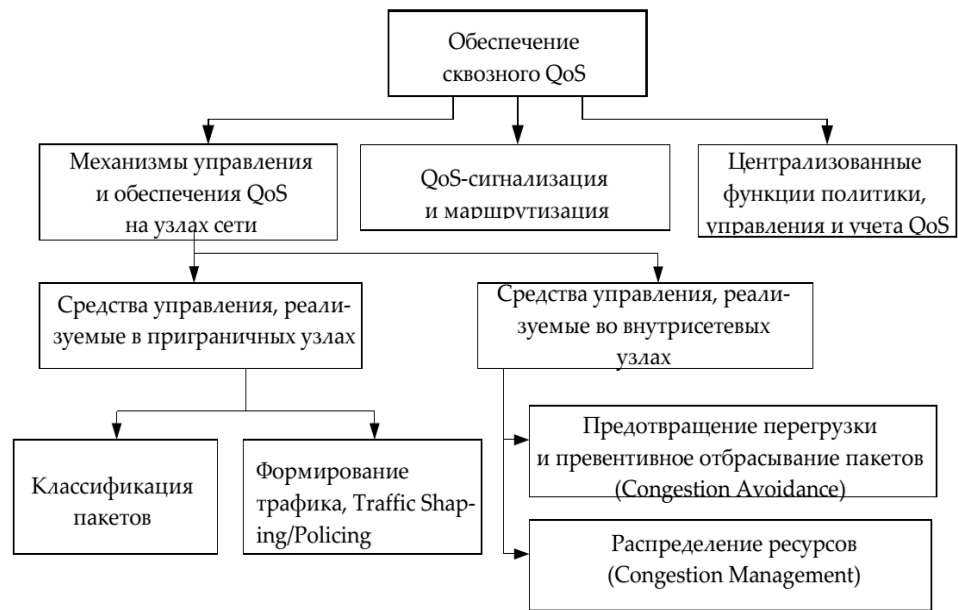 Обеспечение
сквозного QoS
Механизмы управления
и обеспечения QoS
на узлах сети
QoS-сигнализация
и маршрутизация
Централизованные
функции политики,
управления и учета QoS
Средства управления, реали-
зуемые в приграничных узлах
Средства управления, реали-
зуемые во внутрисетевых
узлах
Классификация
пакетов
Формирование
трафика, Traffic Shap-
ing/Policing
Предотвращение перегрузки
и превентивное отбрасывание пакетов
(Congestion Avoidance)
Распределение ресурсов
(Congestion Management)